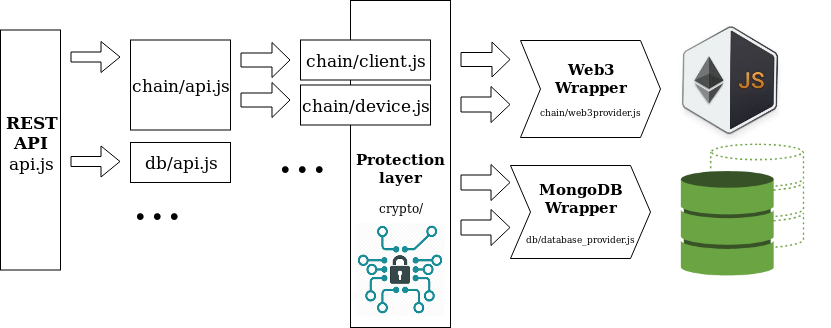 REST
API
api.js
chain/api.js
db/api.js
...
chain/client.js
chain/device.js
...
Protection
layer
crypto/
Web3
Wrapper
chain/web3provider.js
MongoDB
Wrapper
db/database_provider.js
JS